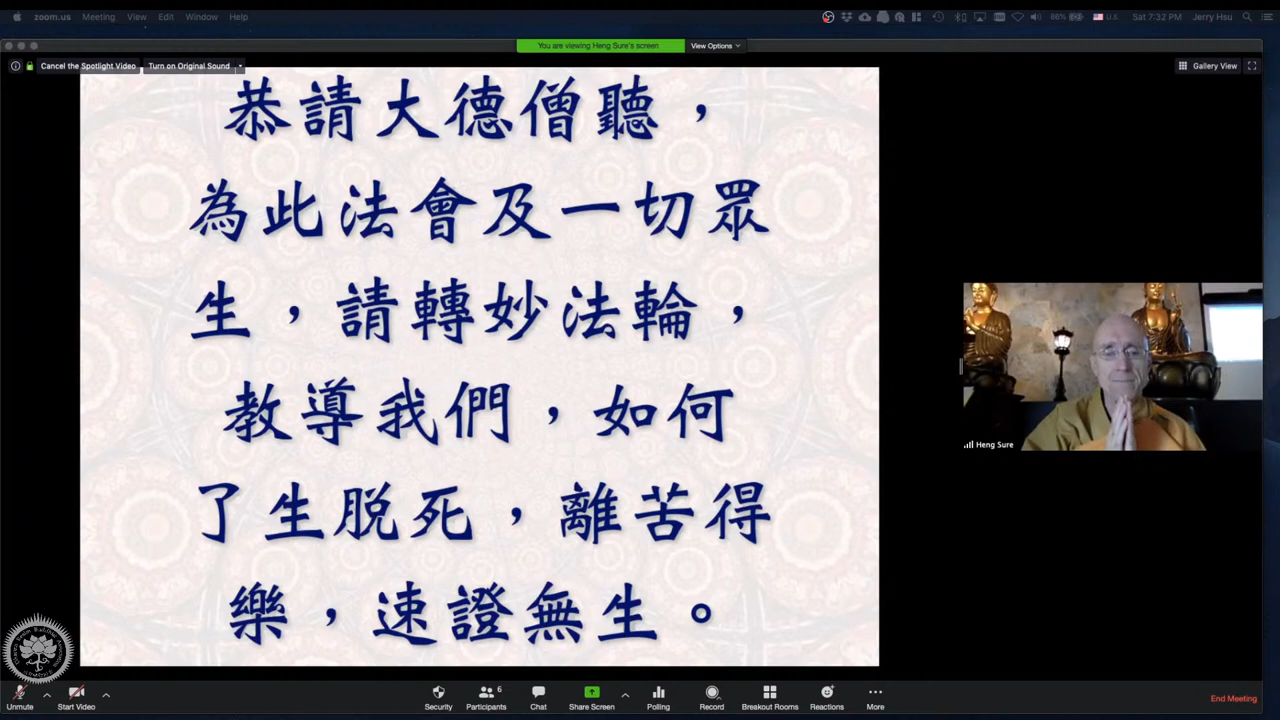 zoom.us Meeting View Edit Window Help
86% U.S. Sat 7:32 PM Jerry Hsu
You are viewing Heng Sure's screen View Options
Cancel the Spotlight Video Turn on Original Sound
Gallery View
恭請大德僧聽，
為此法會及一切眾
生，請轉妙法輪，
教導我們，如何
了生脫死，離苦得
樂，速證無生。
Heng Sure
Unmute Start Video Security Participants 6 Chat Share Screen Polling Record Breakout Rooms Reactions More End Meeting